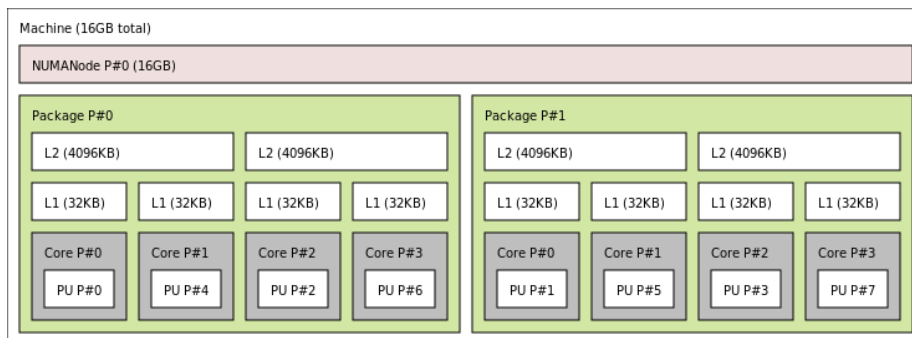 Machine (16GB total)
NUMANode P#0 (16GB)
Package P#0
L2 (4096KB)
L2 (4096KB)
L1 (32KB)
L1 (32KB)
L1 (32KB)
L1 (32KB)
Core P#0
Core P#1
Core P#2
Core P#3
PU P#0
PU P#4
PU P#2
PU P#6
Package P#1
L2 (4096KB)
L2 (4096KB)
L1 (32KB)
L1 (32KB)
L1 (32KB)
L1 (32KB)
Core P#0
Core P#1
Core P#2
Core P#3
PU P#1
PU P#5
PU P#3
PU P#7